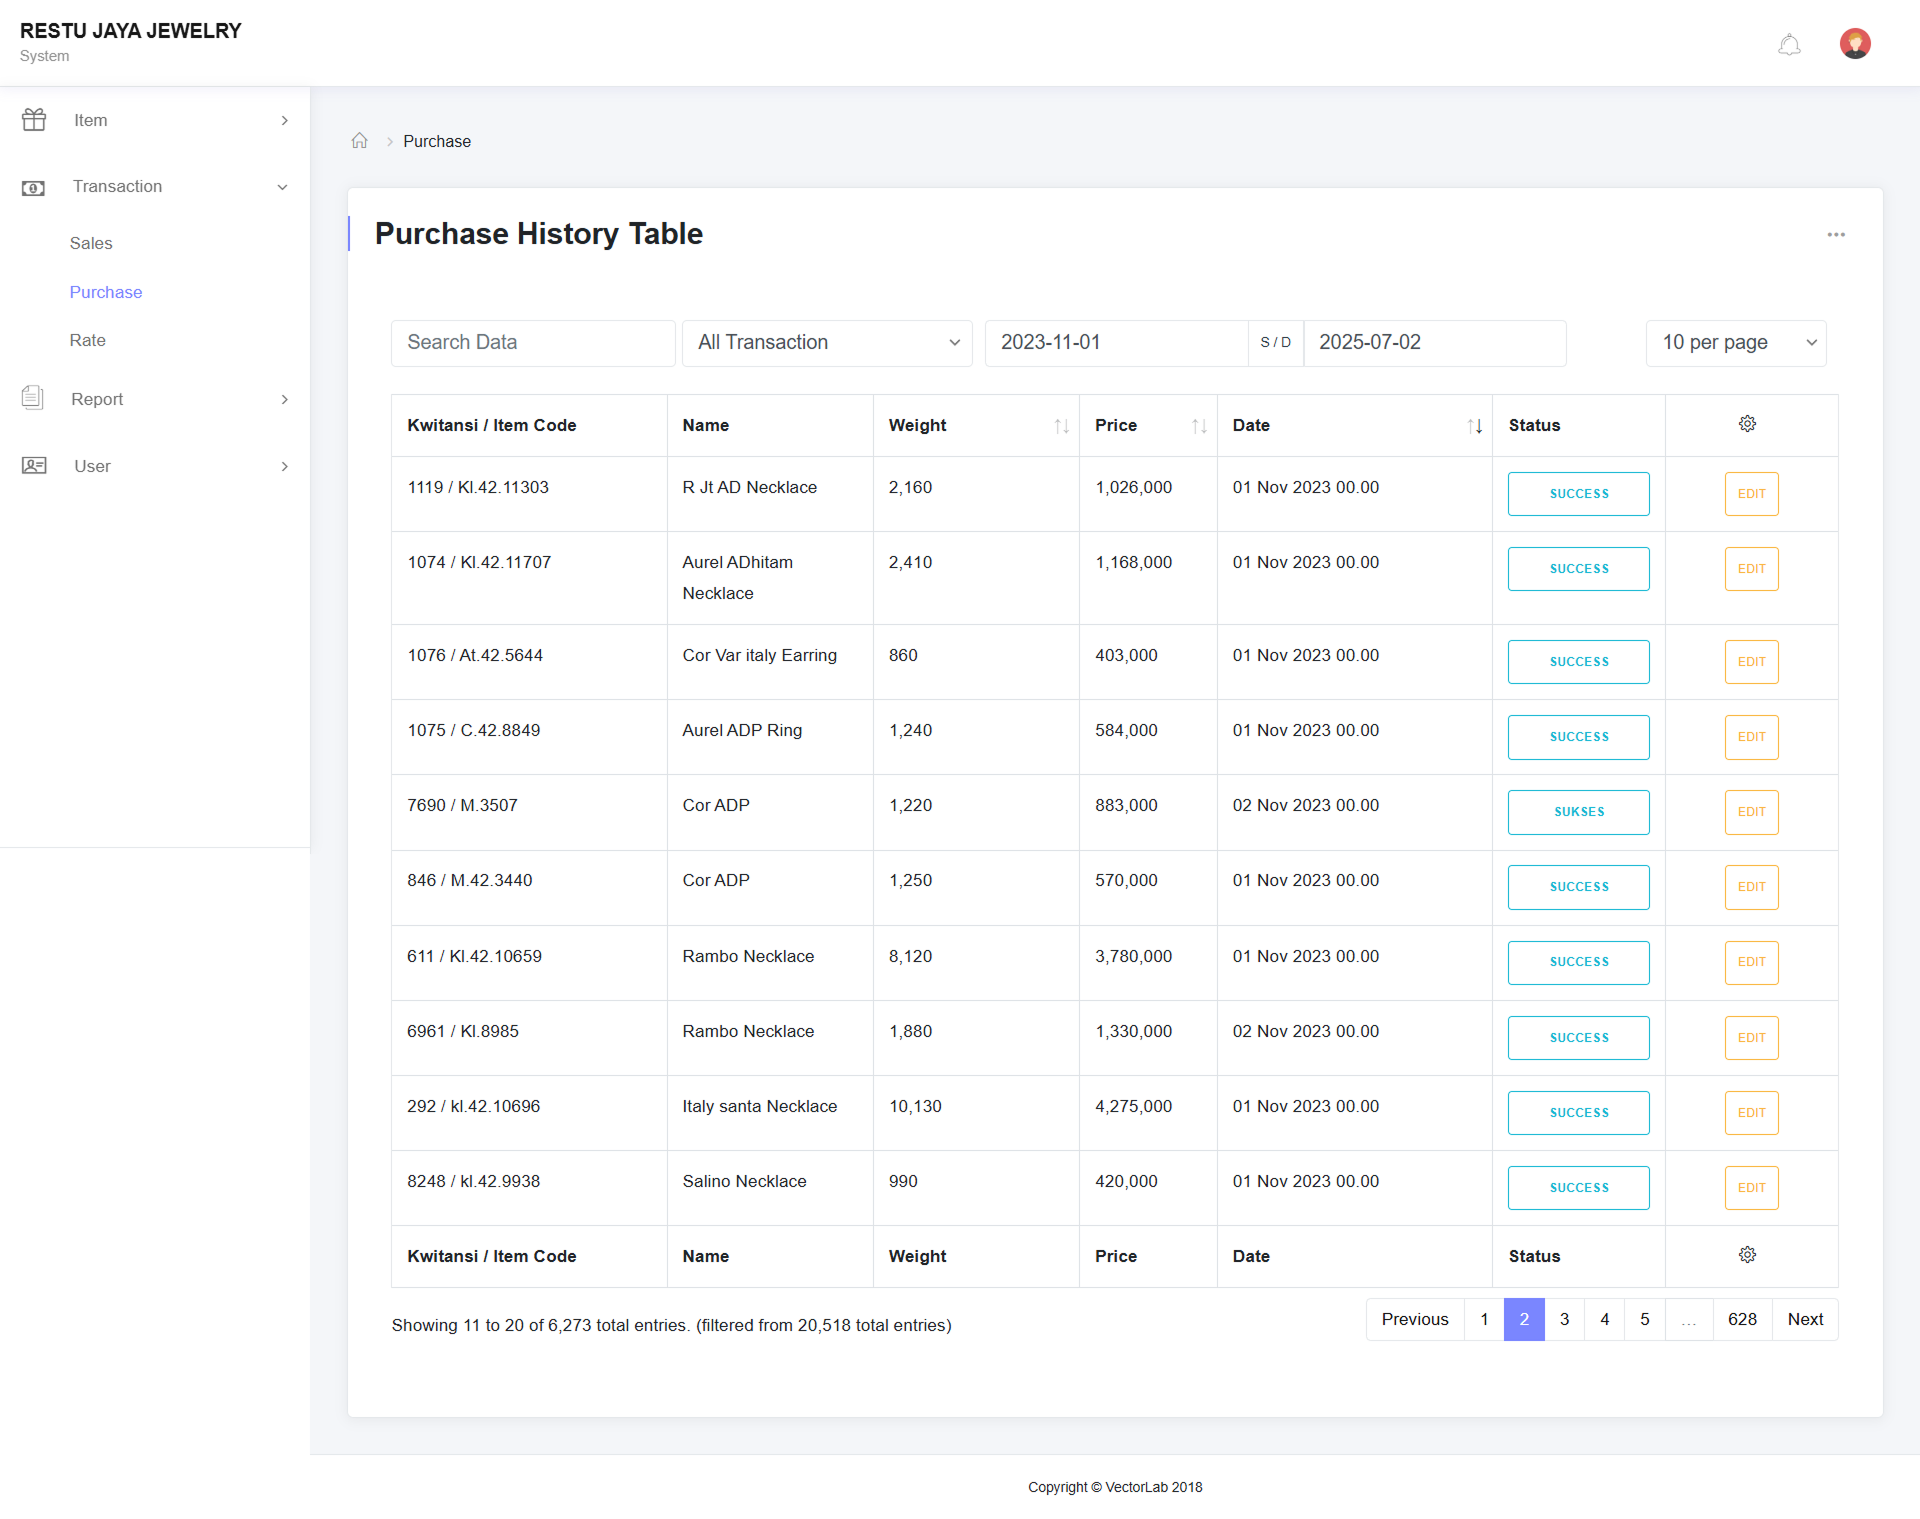 RESTU JAYA JEWELRY
System
Item
Transaction
Sales
Purchase
Rate
Report
User
Purchase
Purchase History Table
Search Data All Transaction 2023-11-01 S / D 2025-07-02 10 per page
Kwitansi / Item Code Name Weight Price Date Status
1119 / Kl.42.11303 R Jt AD Necklace 2,160 1,026,000 01 Nov 2023 00.00 SUCCESS EDIT
1074 / Kl.42.11707 Aurel ADhitam 2,410 1,168,000 01 Nov 2023 00.00 SUCCESS EDIT
Necklace
1076 / At.42.5644 Cor Var italy Earring 860 403,000 01 Nov 2023 00.00 SUCCESS EDIT
1075 / C.42.8849 Aurel ADP Ring 1,240 584,000 01 Nov 2023 00.00 SUCCESS EDIT
7690 / M.3507 Cor ADP 1,220 883,000 02 Nov 2023 00.00 SUKSES EDIT
846 / M.42.3440 Cor ADP 1,250 570,000 01 Nov 2023 00.00 SUCCESS EDIT
611 / Kl.42.10659 Rambo Necklace 8,120 3,780,000 01 Nov 2023 00.00 SUCCESS EDIT
6961 / Kl.8985 Rambo Necklace 1,880 1,330,000 02 Nov 2023 00.00 SUCCESS EDIT
292 / kl.42.10696 Italy santa Necklace 10,130 4,275,000 01 Nov 2023 00.00 SUCCESS EDIT
8248 / kl.42.9938 Salino Necklace 990 420,000 01 Nov 2023 00.00 SUCCESS EDIT
Kwitansi / Item Code Name Weight Price Date Status
Showing 11 to 20 of 6,273 total entries. (filtered from 20,518 total entries)
Previous 1 2 3 4 5 ... 628 Next
Copyright © VectorLab 2018